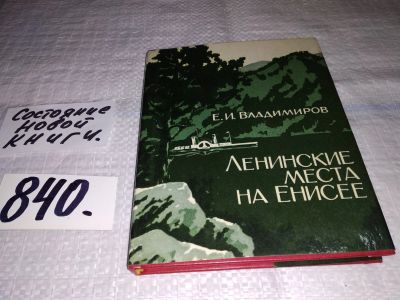 Состояние
новой
книги.
840.
Е. И. Владимиров
Ленинские
места
на Енисее